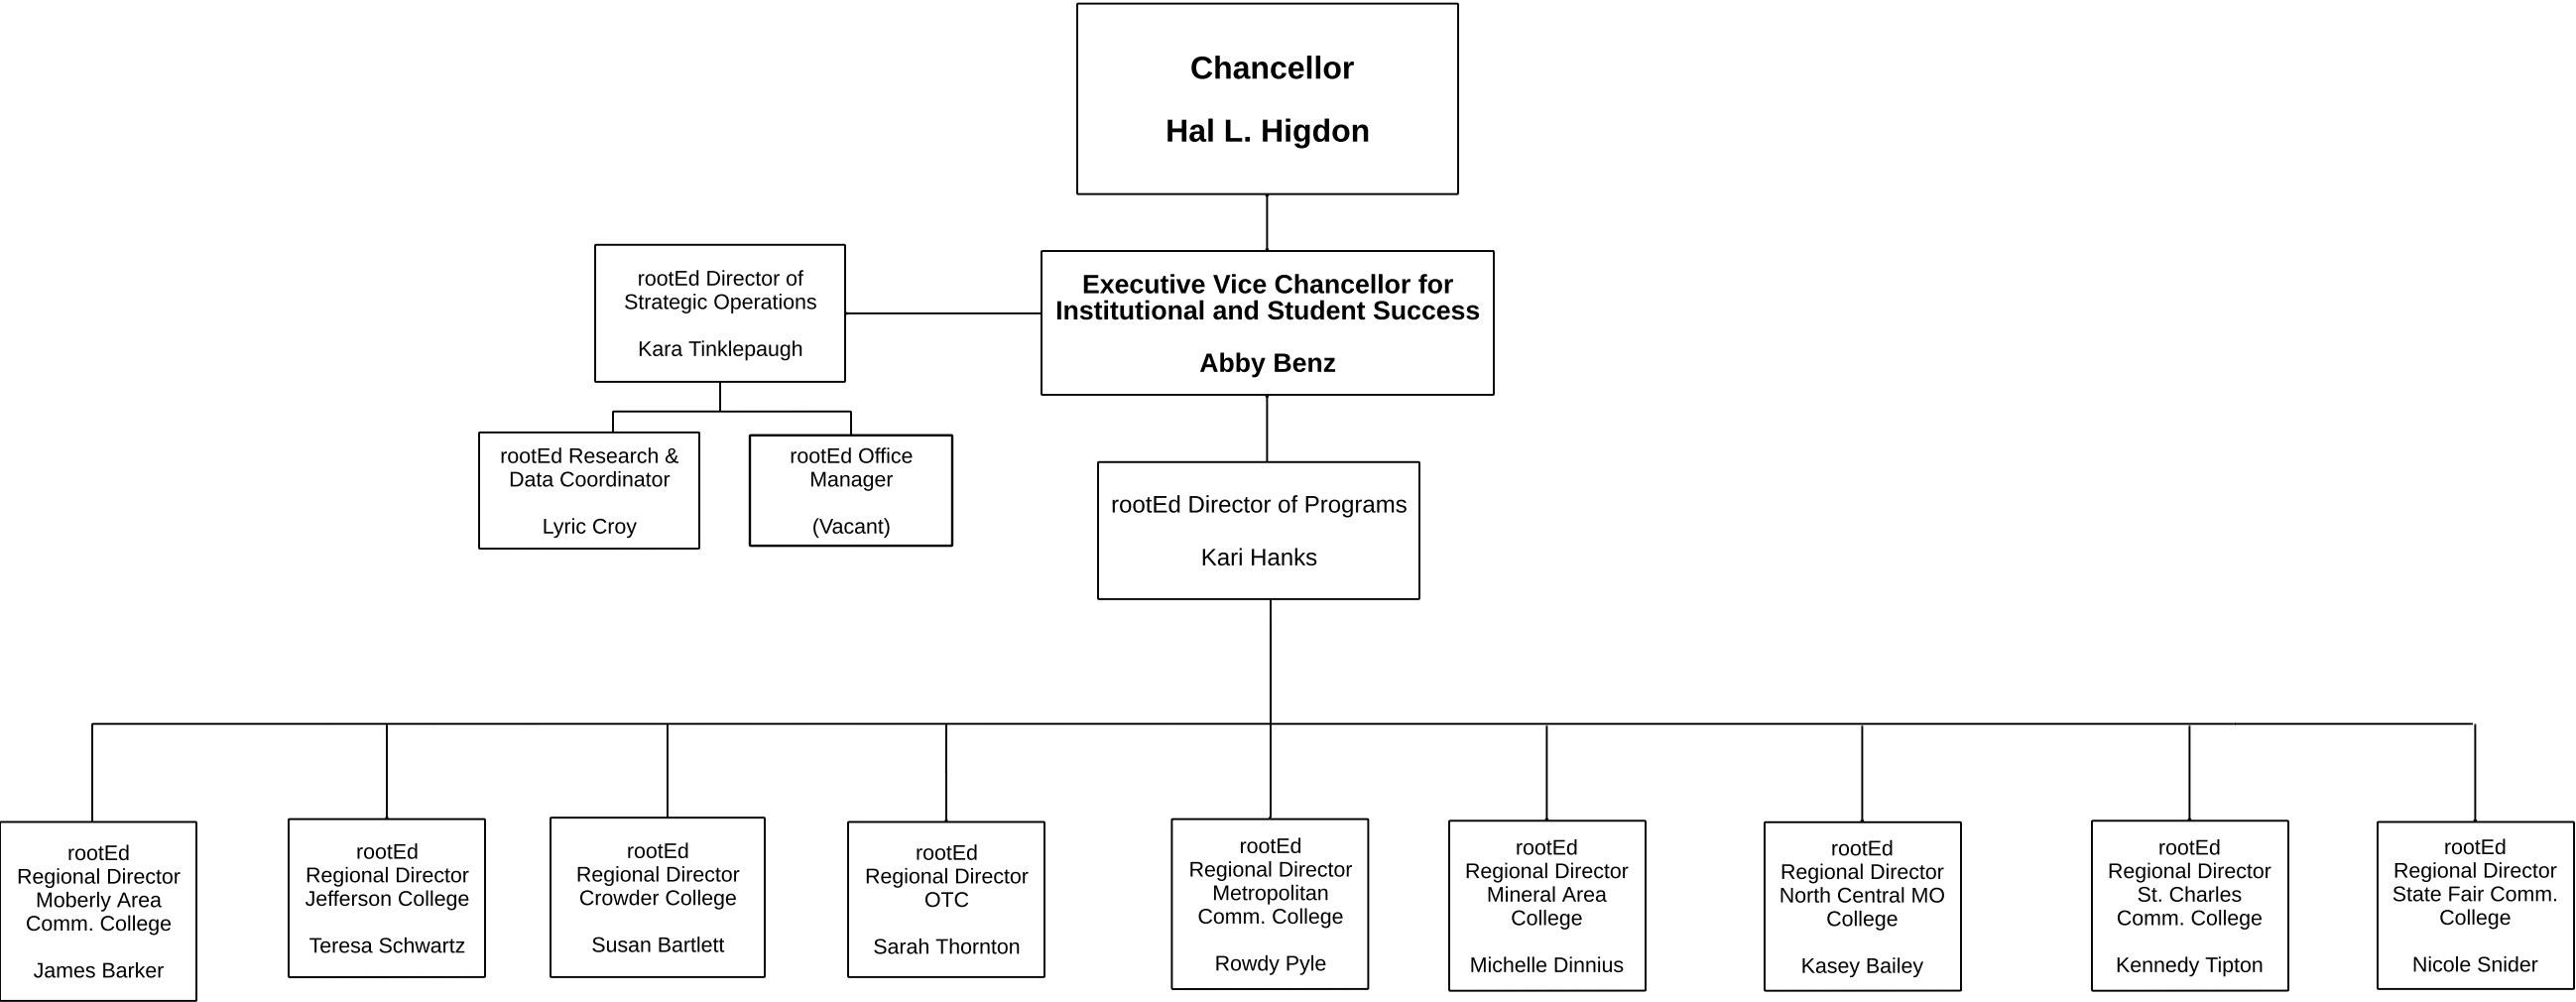 Chancellor
Hal L. Higdon
rootEd Director of
Strategic Operations
Kara Tinklepaugh
Executive Vice Chancellor for
Institutional and Student Success
Abby Benz
rootEd Research &
Data Coordinator
Lyric Croy
rootEd Office
Manager
(Vacant)
rootEd Director of Programs
Kari Hanks
rootEd
Regional Director
Moberly Area
Comm. College
James Barker
rootEd
Regional Director
Jefferson College
Teresa Schwartz
rootEd
Regional Director
Crowder College
Susan Bartlett
rootEd
Regional Director
OTC
Sarah Thornton
rootEd
Regional Director
Metropolitan
Comm. College
Rowdy Pyle
rootEd
Regional Director
Mineral Area
College
Michelle Dinnius
rootEd
Regional Director
North Central MO
College
Kasey Bailey
rootEd
Regional Director
St. Charles
Comm. College
Kennedy Tipton
rootEd
Regional Director
State Fair Comm.
College
Nicole Snider